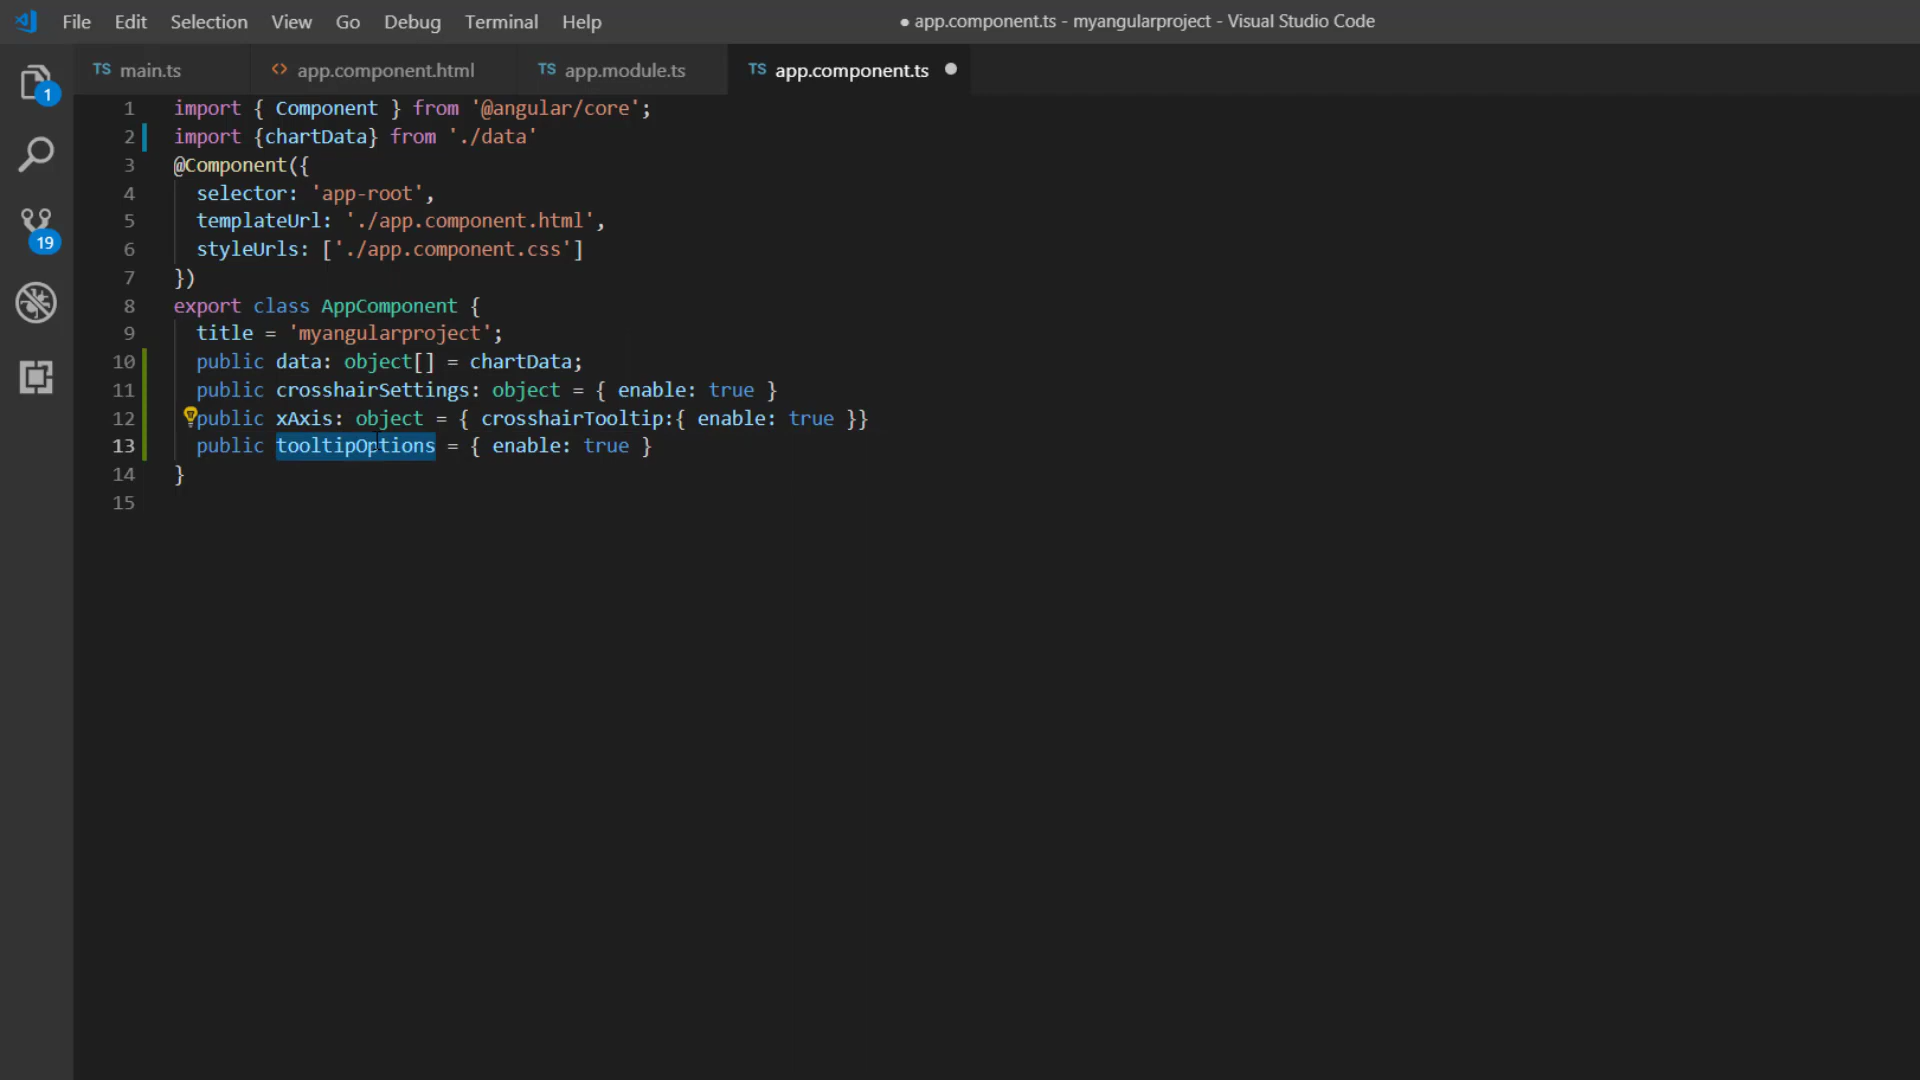 File Edit Selection View Go Debug Terminal Help
● app.component.ts - myangularproject - Visual Studio Code
TS main.ts
<> app.component.html
TS app.module.ts
TS app.component.ts ●
1
19
1 import { Component } from '@angular/core';
2 import {chartData} from './data'
3 @Component({
4   selector: 'app-root',
5   templateUrl: './app.component.html',
6   styleUrls: ['./app.component.css']
7 })
8 export class AppComponent {
9   title = 'myangularproject';
10   public data: object[] = chartData;
11   public crosshairSettings: object = { enable: true }
12   public xAxis: object = { crosshairTooltip:{ enable: true }}
13   public tooltipOptions = { enable: true }
14 }
15